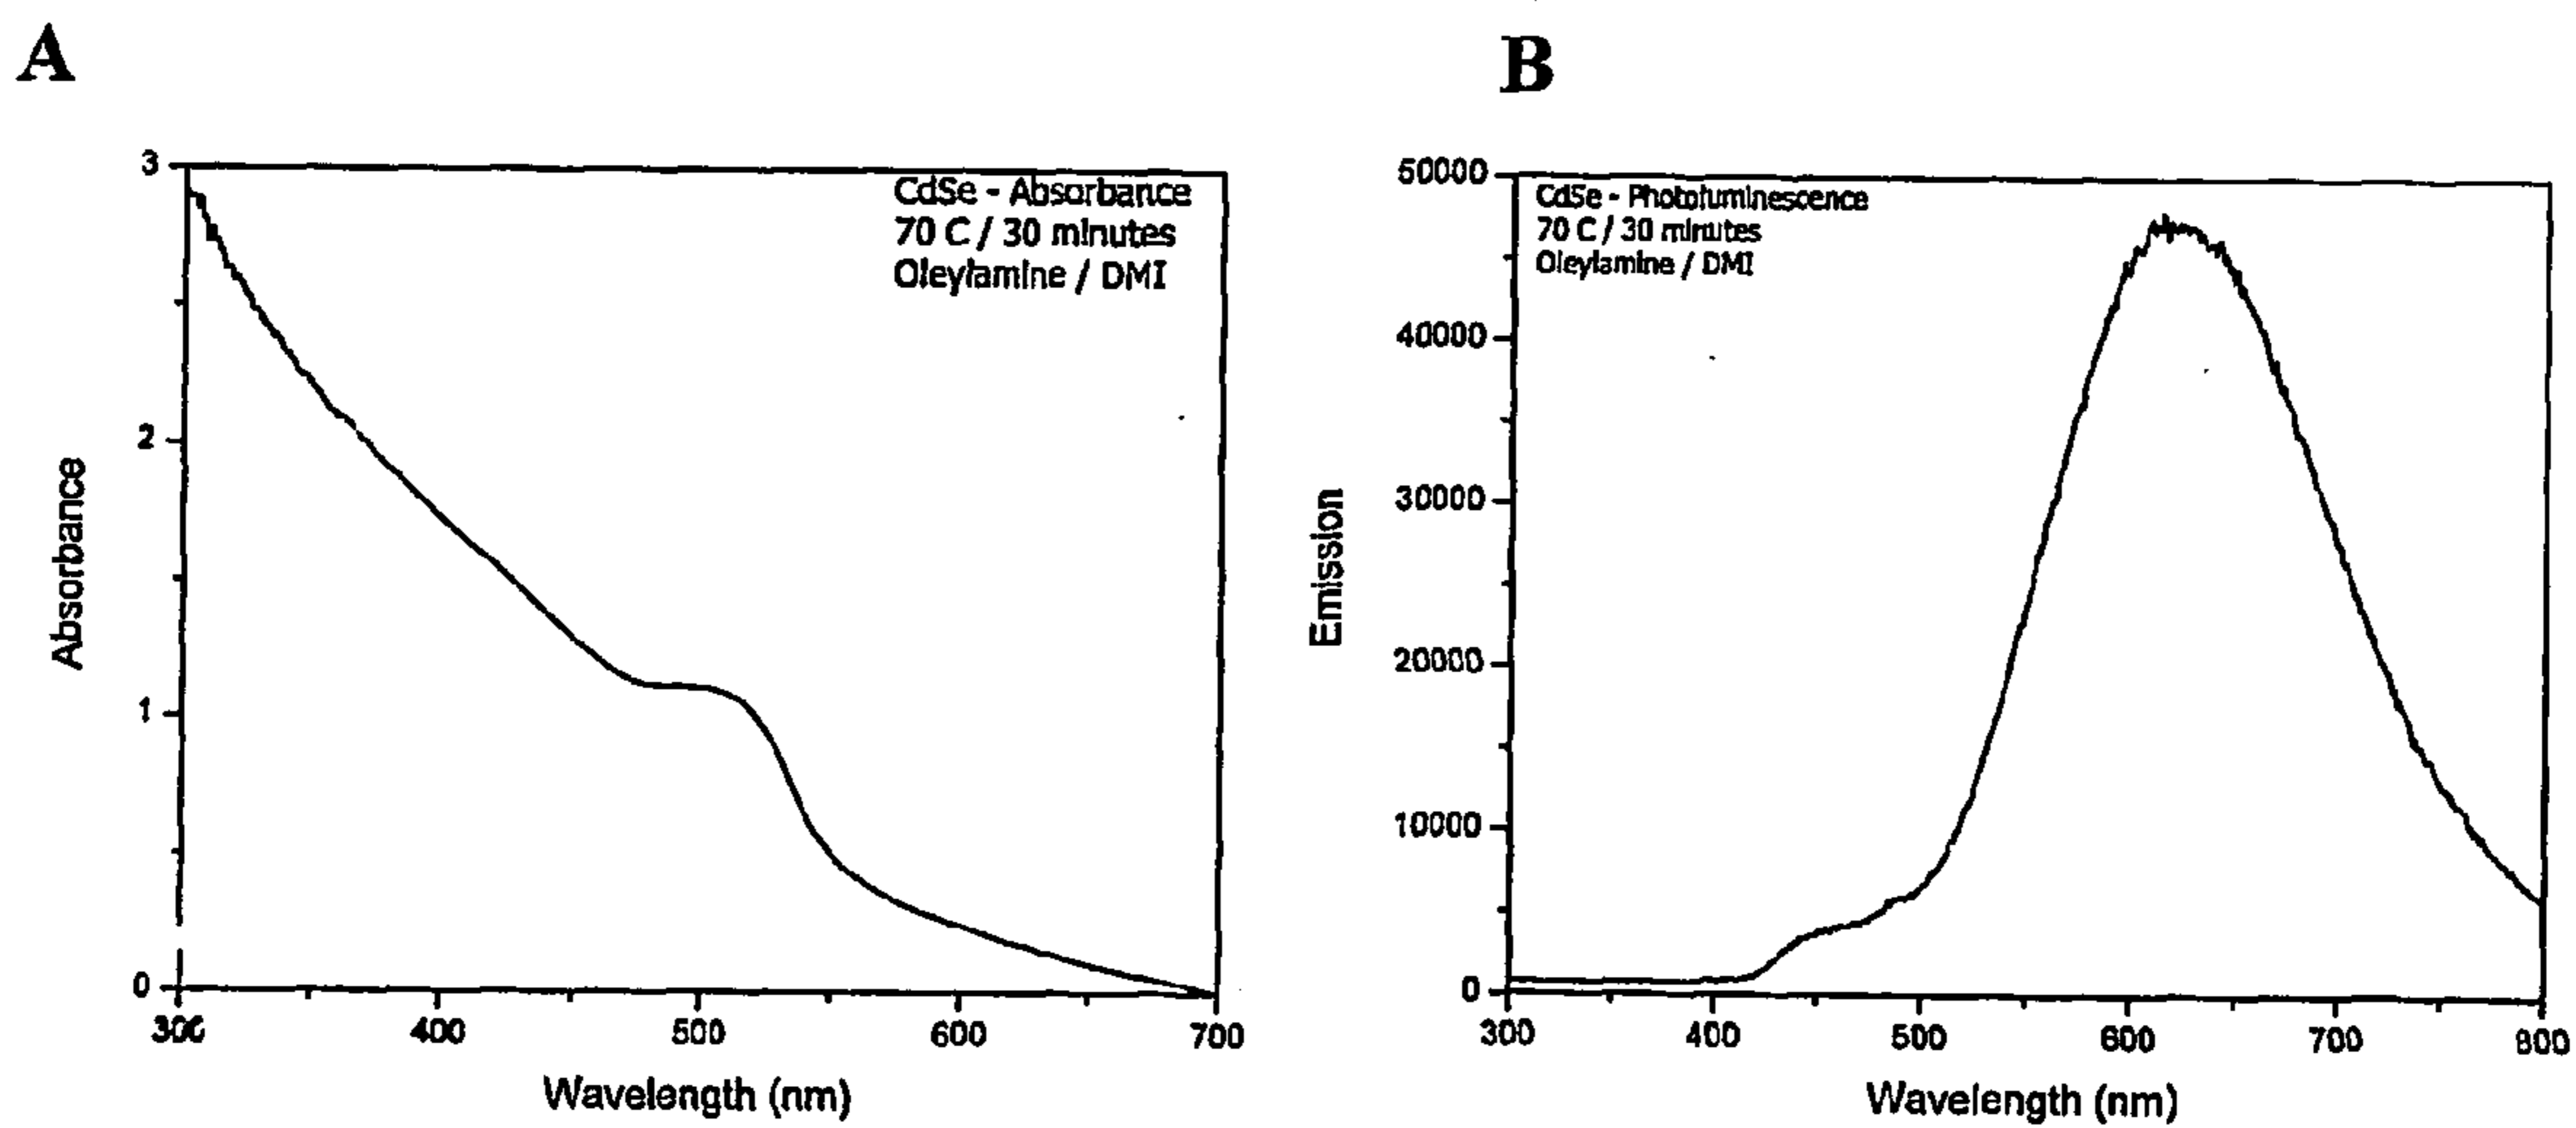 A
3
2
1
0
Absorbance
CdSe - Absorbance
70 C / 30 minutes
Oleylamine / DMI
300
400
500
600
700
Wavelength (nm)
B
50000
40000
30000
20000
10000
0
Emission
CdSe - Photoluminescence
70 C / 30 minutes
Oleylamine / DMI
300
400
500
600
700
800
Wavelength (nm)